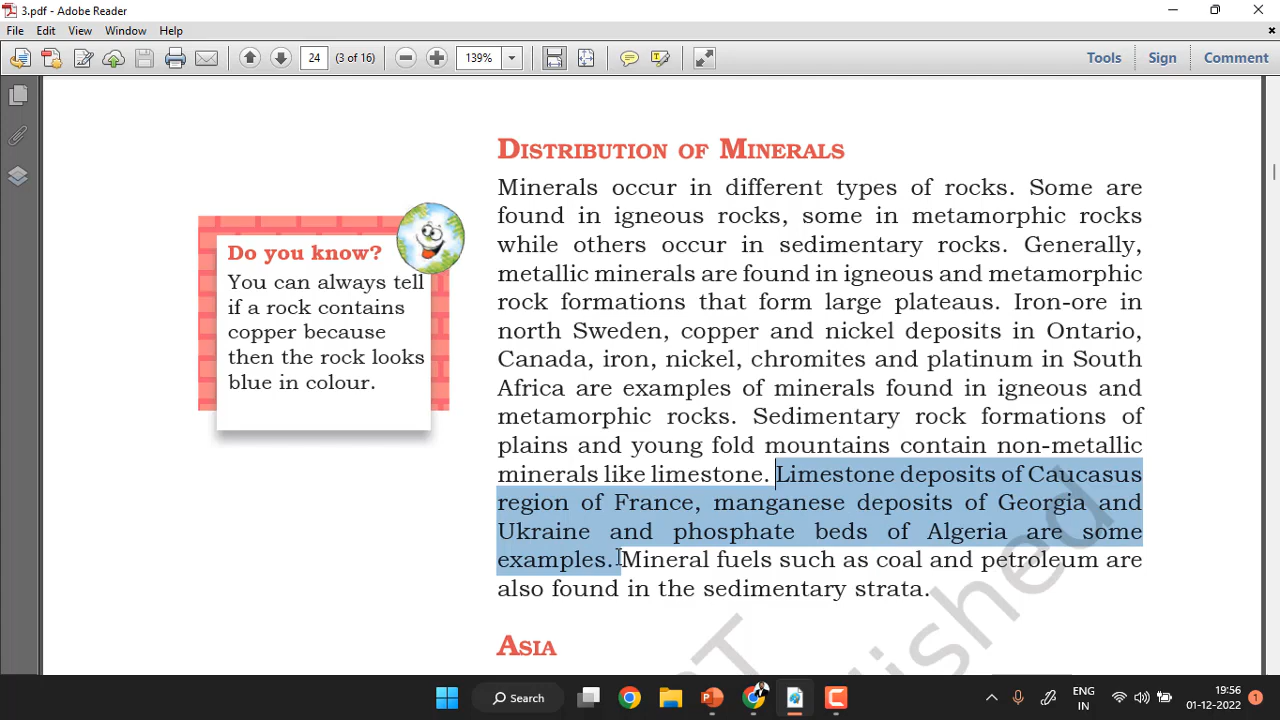 3.pdf - Adobe Reader
File Edit View Window Help
24 (3 of 16) 139% Tools Sign Comment
DISTRIBUTION OF MINERALS
Minerals occur in different types of rocks. Some are
found in igneous rocks, some in metamorphic rocks
while others occur in sedimentary rocks. Generally,
metallic minerals are found in igneous and metamorphic
rock formations that form large plateaus. Iron-ore in
north Sweden, copper and nickel deposits in Ontario,
Canada, iron, nickel, chromites and platinum in South
Africa are examples of minerals found in igneous and
metamorphic rocks. Sedimentary rock formations of
plains and young fold mountains contain non-metallic
minerals like limestone. Limestone deposits of Caucasus
region of France, manganese deposits of Georgia and
Ukraine and phosphate beds of Algeria are some
examples. Mineral fuels such as coal and petroleum are
also found in the sedimentary strata.
Do you know?
You can always tell
if a rock contains
copper because
then the rock looks
blue in colour.
ASIA
Search
ENG
IN
19:56
01-12-2022
1